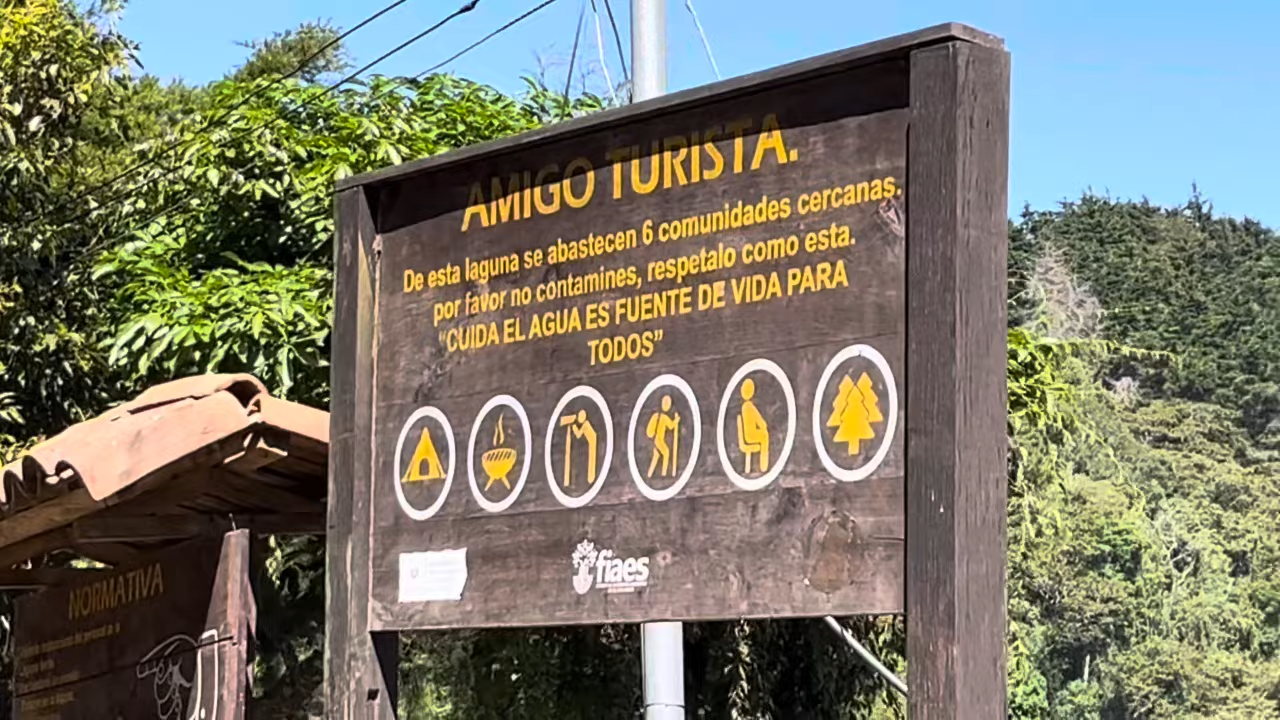 AMIGO TURISTA.
De esta laguna se abastecen 6 comunidades cercanas.
por favor no contamines, respetalo como esta.
“CUIDA EL AGUA ES FUENTE DE VIDA PARA
TODOS”
fiaes
NORMATIVA